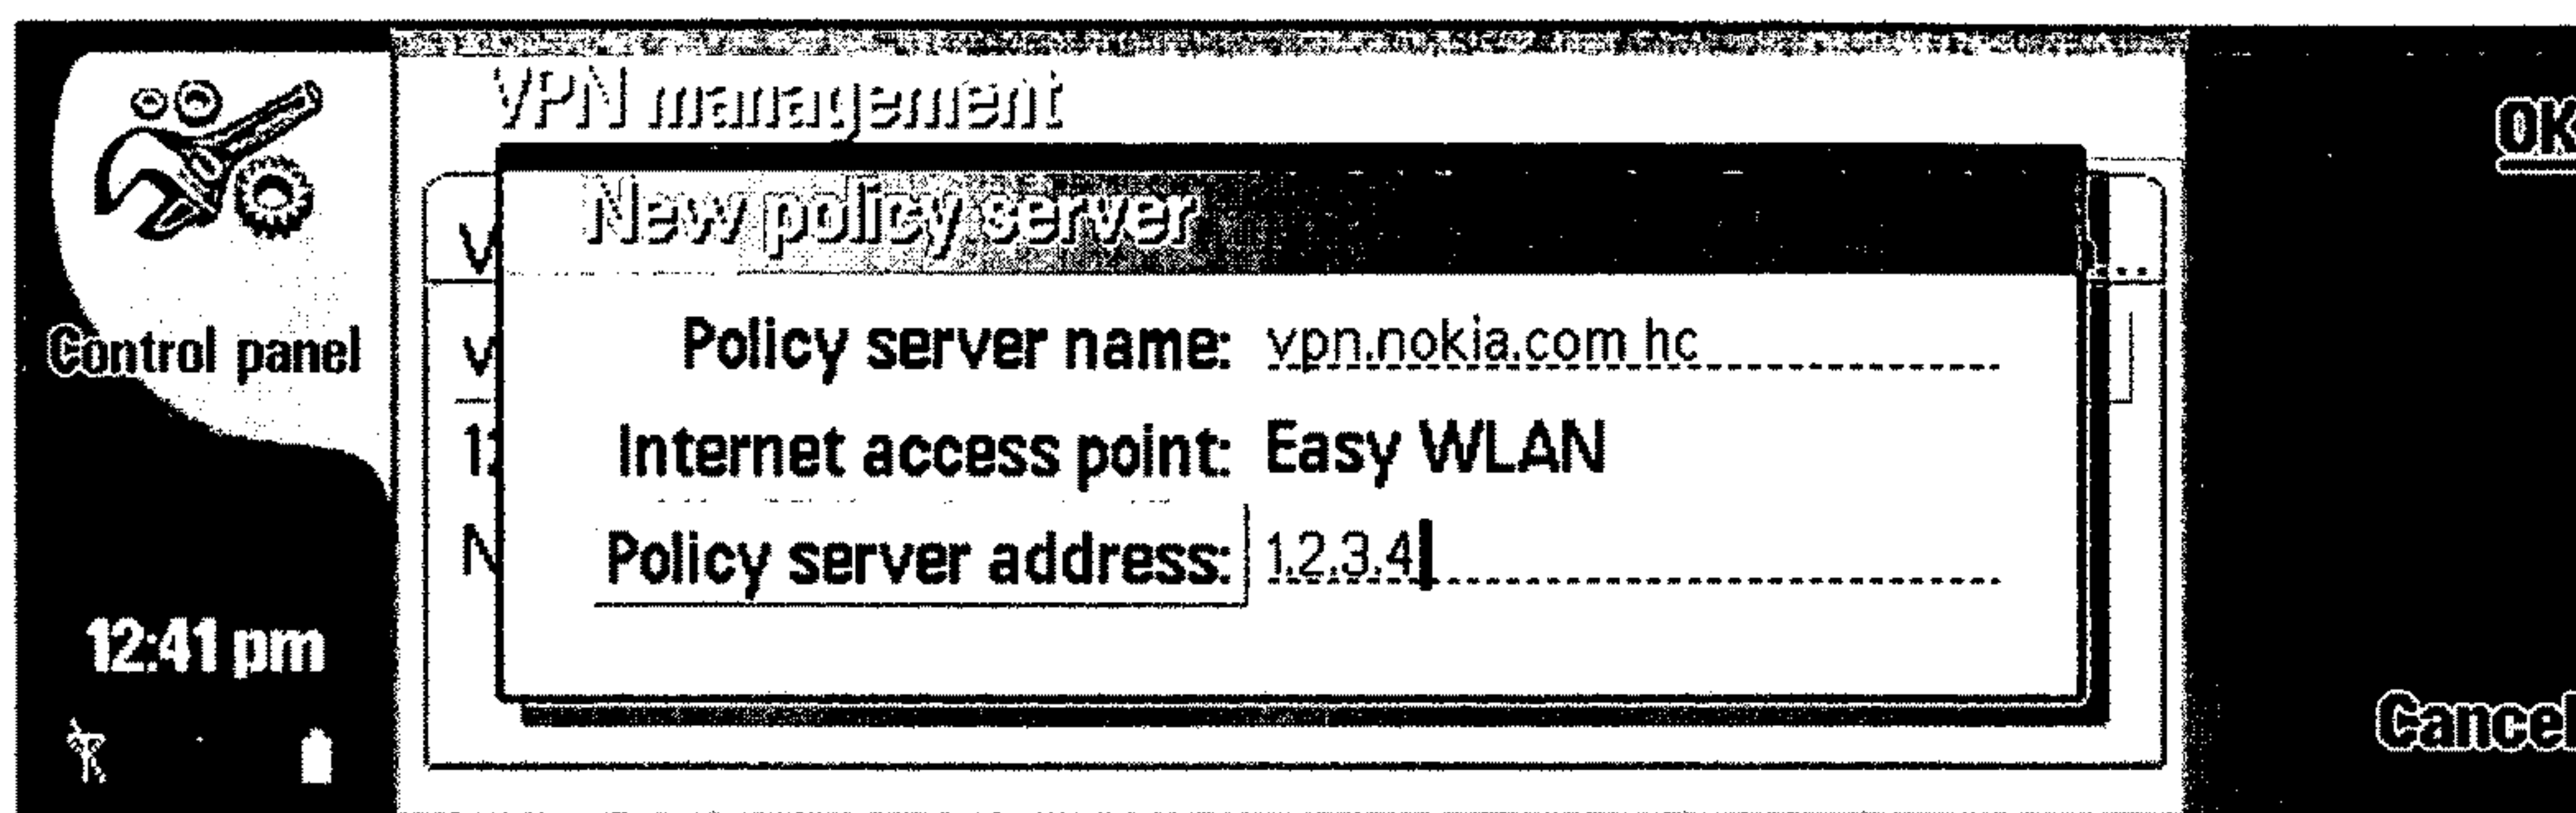 VPN management
OK
New policy server
Control panel
Policy server name: vpn.nokia.com hc
Internet access point: Easy WLAN
Policy server address: 1.2.3.4
12:41 pm
Cancel